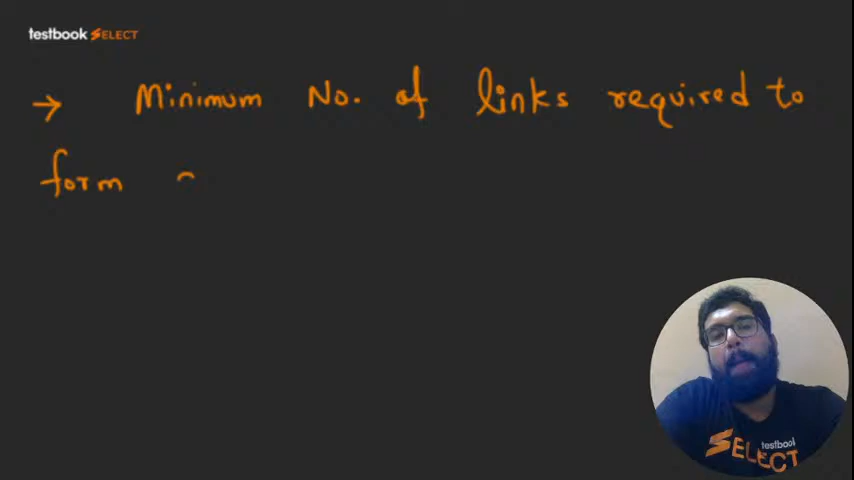 testbook SELECT
→ Minimum No. of links required to
form
testbook
SELECT